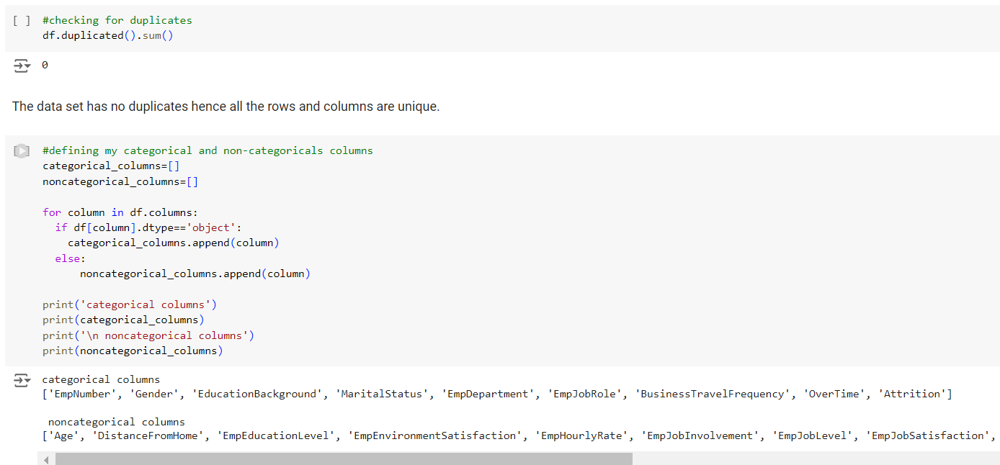 [ ] #checking for duplicates
df.duplicated().sum()
0
The data set has no duplicates hence all the rows and columns are unique.
#defining my categorical and non-categoricals columns
categorical_columns=[]
noncategorical_columns=[]
for column in df.columns:
  if df[column].dtype=='object':
    categorical_columns.append(column)
  else:
      noncategorical_columns.append(column)
print('categorical columns')
print(categorical_columns)
print('\n noncategorical columns')
print(noncategorical_columns)
categorical columns
['EmpNumber', 'Gender', 'EducationBackground', 'MaritalStatus', 'EmpDepartment', 'EmpJobRole', 'BusinessTravelFrequency', 'OverTime', 'Attrition']
 noncategorical columns
['Age', 'DistanceFromHome', 'EmpEducationLevel', 'EmpEnvironmentSatisfaction', 'EmpHourlyRate', 'EmpJobInvolvement', 'EmpJobLevel', 'EmpJobSatisfaction',